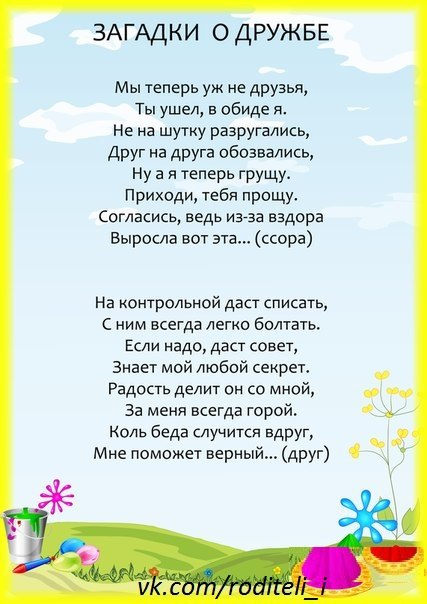 ЗАГАДКИ О ДРУЖБЕ
Мы теперь уж не друзья,
Ты ушел, в обиде я.
Не на шутку разругались,
Друг на друга обозвались,
Ну а я теперь грущу.
Приходи, тебя прощу.
Согласись, ведь из-за вздора
Выросла вот эта... (ссора)
На контрольной даст списать,
С ним всегда легко болтать.
Если надо, даст совет,
Знает мой любой секрет.
Радость делит он со мной,
За меня всегда горой.
Коль беда случится вдруг,
Мне поможет верный... (друг)
vk.com/roditeli_i